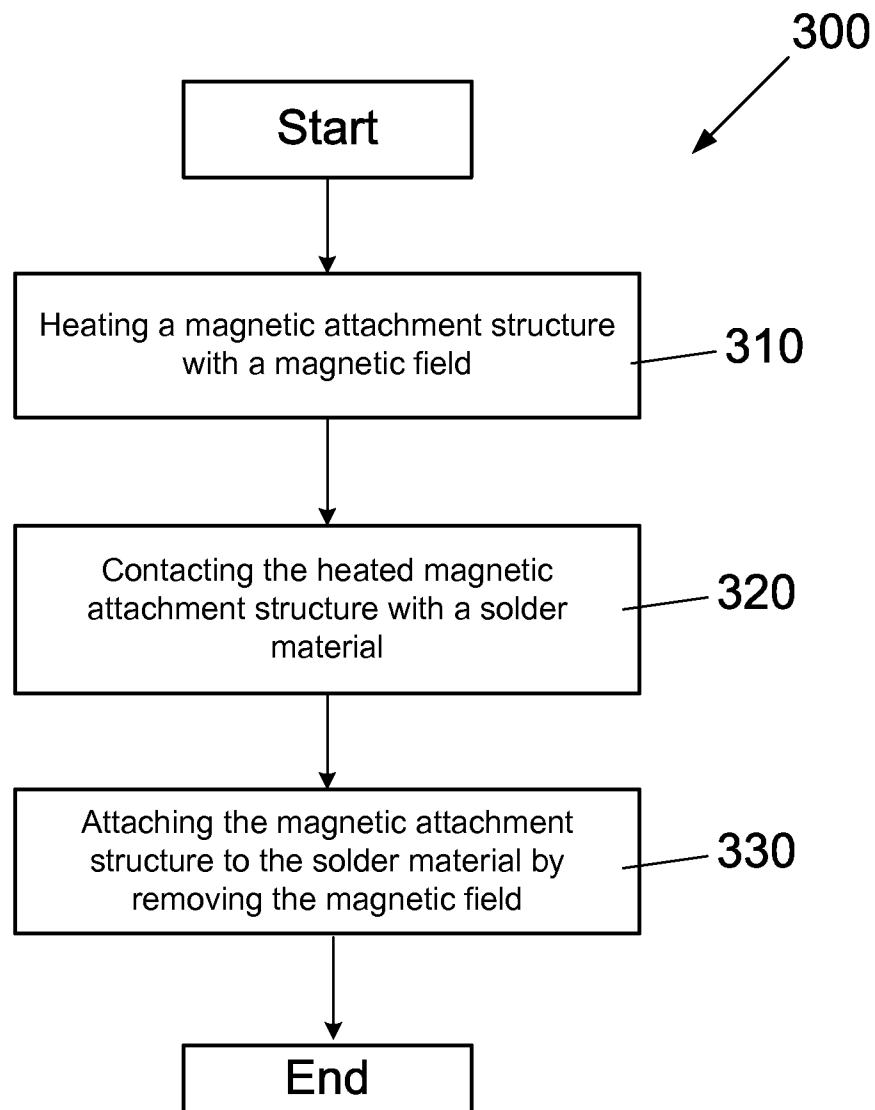 300
Start
Heating a magnetic attachment structure
with a magnetic field
310
Contacting the heated magnetic
attachment structure with a solder
material
320
Attaching the magnetic attachment
structure to the solder material by
removing the magnetic field
330
End